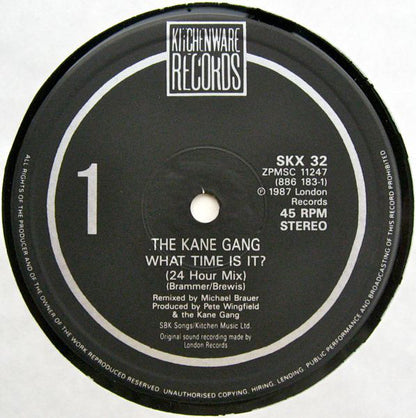 KITCHENWARE
RECORDS
1
SKX 32
ZPMSC 11247
(886 183-1)
℗ 1987 London
Records
45 RPM
STEREO
THE KANE GANG
WHAT TIME IS IT?
(24 Hour Mix)
(Brammer/Brewis)
Remixed by Michael Brauer
Produced by Pete Wingfield
& the Kane Gang
SBK Songs/Kitchen Music Ltd.
Original sound recording made by
London Records
ALL RIGHTS OF THE PRODUCER AND OF THE OWNER OF THE WORK REPRODUCED RESERVED. UNAUTHORISED COPYING, HIRING, LENDING, PUBLIC PERFORMANCE AND BROADCASTING OF THIS RECORD PROHIBITED